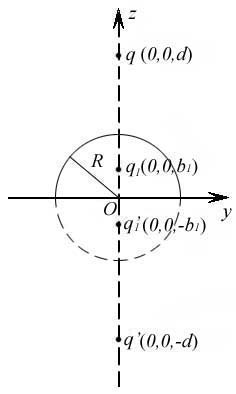 z
q (0,0,d)
R
q₁(0,0,b₁)
O
y
q₁'(0,0,-b₁)
q'(0,0,-d)